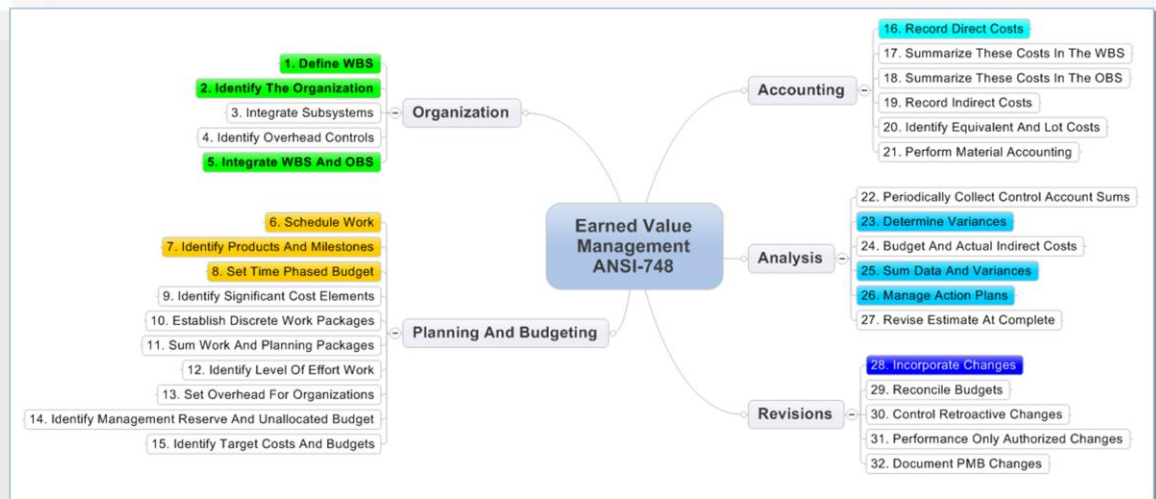 1. Define WBS
2. Identify The Organization
3. Integrate Subsystems
4. Identify Overhead Controls
5. Integrate WBS And OBS
Organization
6. Schedule Work
7. Identify Products And Milestones
8. Set Time Phased Budget
9. Identify Significant Cost Elements
10. Establish Discrete Work Packages
11. Sum Work And Planning Packages
12. Identify Level Of Effort Work
13. Set Overhead For Organizations
14. Identify Management Reserve And Unallocated Budget
15. Identify Target Costs And Budgets
Planning And Budgeting
Earned Value
Management
ANSI-748
Accounting
16. Record Direct Costs
17. Summarize These Costs In The WBS
18. Summarize These Costs In The OBS
19. Record Indirect Costs
20. Identify Equivalent And Lot Costs
21. Perform Material Accounting
Analysis
22. Periodically Collect Control Account Sums
23. Determine Variances
24. Budget And Actual Indirect Costs
25. Sum Data And Variances
26. Manage Action Plans
27. Revise Estimate At Complete
Revisions
28. Incorporate Changes
29. Reconcile Budgets
30. Control Retroactive Changes
31. Performance Only Authorized Changes
32. Document PMB Changes